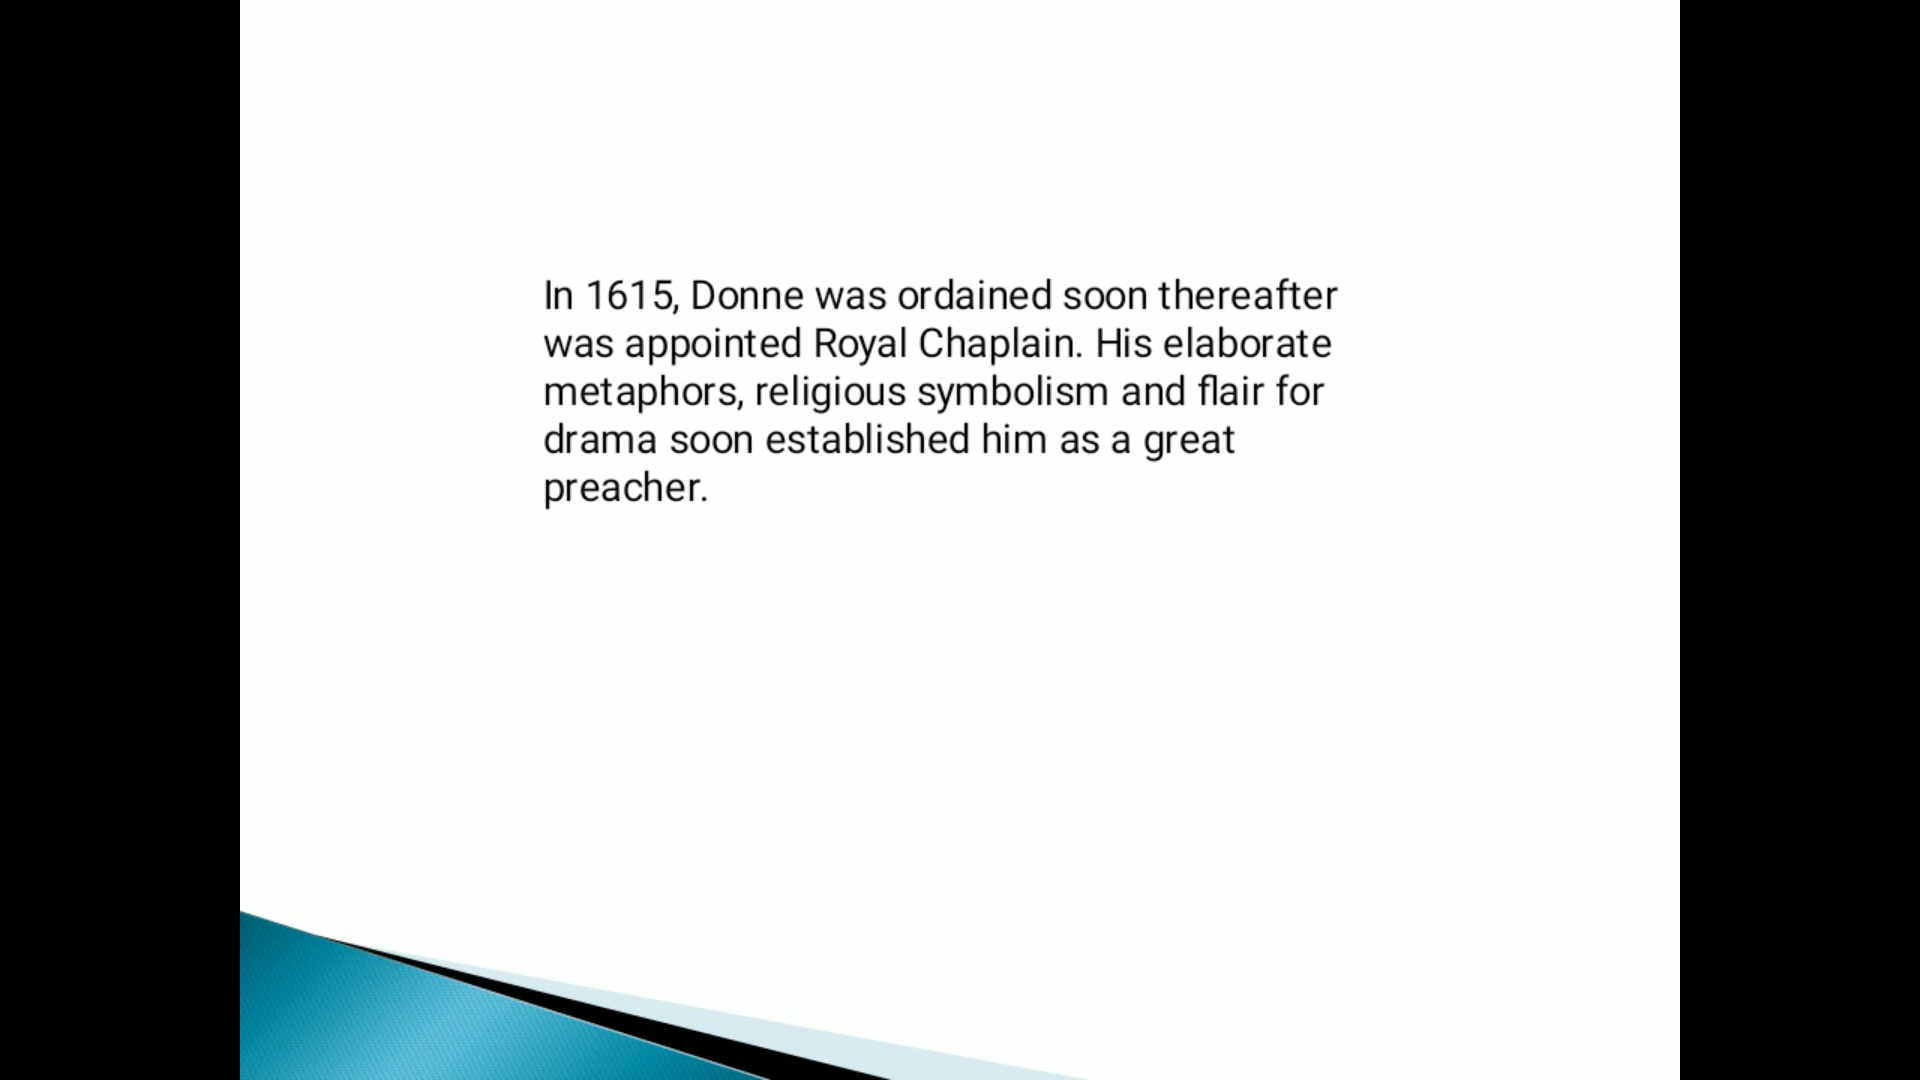 In 1615, Donne was ordained soon thereafter
was appointed Royal Chaplain. His elaborate
metaphors, religious symbolism and flair for
drama soon established him as a great
preacher.